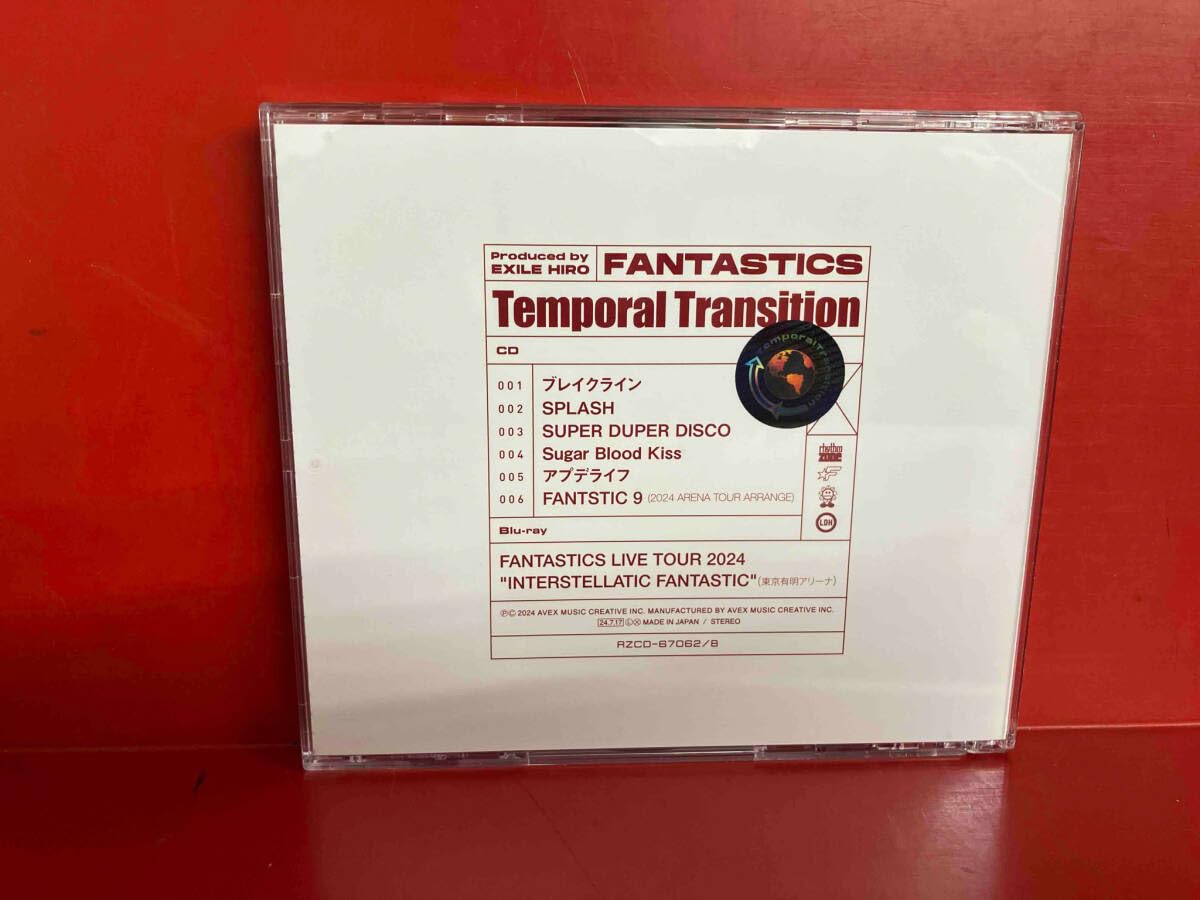 Produced by
EXILE HIRO
FANTASTICS
Temporal Transition
TemporalTransition
CD
001 ブレイクライン
002 SPLASH
003 SUPER DUPER DISCO
004 Sugar Blood Kiss
005 アプデライフ
006 FANTSTIC 9 (2024 ARENA TOUR ARRANGE)
LDH
Blu-ray
FANTASTICS LIVE TOUR 2024
"INTERSTELLATIC FANTASTIC" (東京有明アリーナ)
℗© 2024 AVEX MUSIC CREATIVE INC. MANUFACTURED BY AVEX MUSIC CREATIVE INC.
24.7.17 Ⓛ Ⓧ MADE IN JAPAN / STEREO
RZCD-67062/B